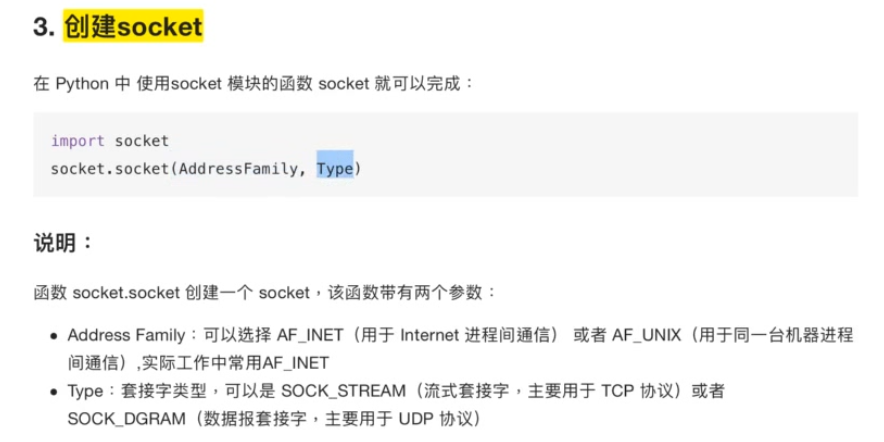 3. 创建socket
在 Python 中 使用socket 模块的函数 socket 就可以完成：
import socket
socket.socket(AddressFamily, Type)
说明：
函数 socket.socket 创建一个 socket，该函数带有两个参数：
• Address Family：可以选择 AF_INET（用于 Internet 进程间通信） 或者 AF_UNIX（用于同一台机器进程
间通信）,实际工作中常用AF_INET
• Type：套接字类型，可以是 SOCK_STREAM（流式套接字，主要用于 TCP 协议）或者
SOCK_DGRAM（数据报套接字，主要用于 UDP 协议）